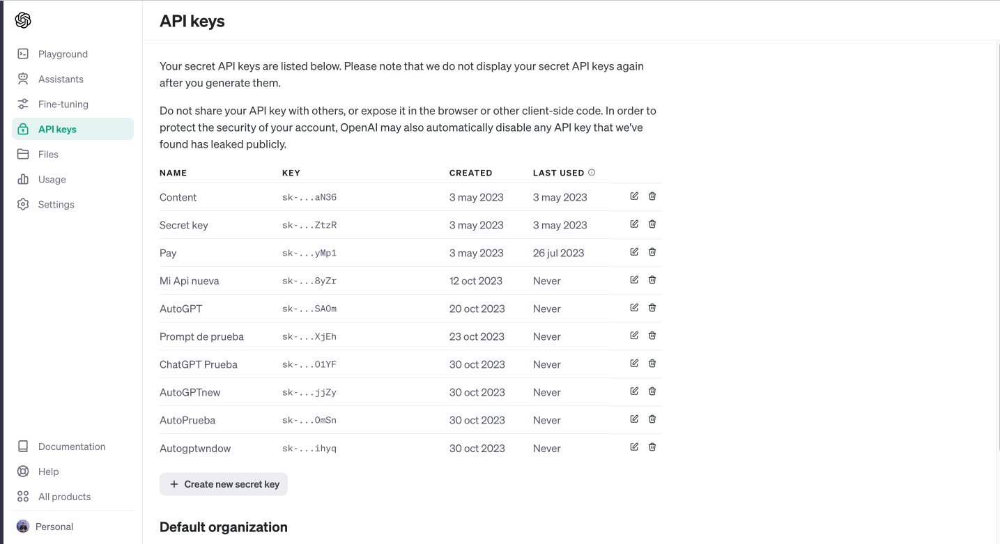 API keys
Playground
Assistants
Fine-tuning
API keys
Files
Usage
Settings
Documentation
Help
All products
Personal
Your secret API keys are listed below. Please note that we do not display your secret API keys again
after you generate them.
Do not share your API key with others, or expose it in the browser or other client-side code. In order to
protect the security of your account, OpenAI may also automatically disable any API key that we've
found has leaked publicly.
NAME KEY CREATED LAST USED
Content sk-...aN36 3 may 2023 3 may 2023
Secret key sk-...ZtzR 3 may 2023 3 may 2023
Pay sk-...yMp1 3 may 2023 26 jul 2023
Mi Api nueva sk-...8yZr 12 oct 2023 Never
AutoGPT sk-...SAOm 20 oct 2023 Never
Prompt de prueba sk-...XjEh 23 oct 2023 Never
ChatGPT Prueba sk-...O1YF 30 oct 2023 Never
AutoGPTnew sk-...jjZy 30 oct 2023 Never
AutoPrueba sk-...OmSn 30 oct 2023 Never
Autogptwndow sk-...ihyq 30 oct 2023 Never
+ Create new secret key
Default organization